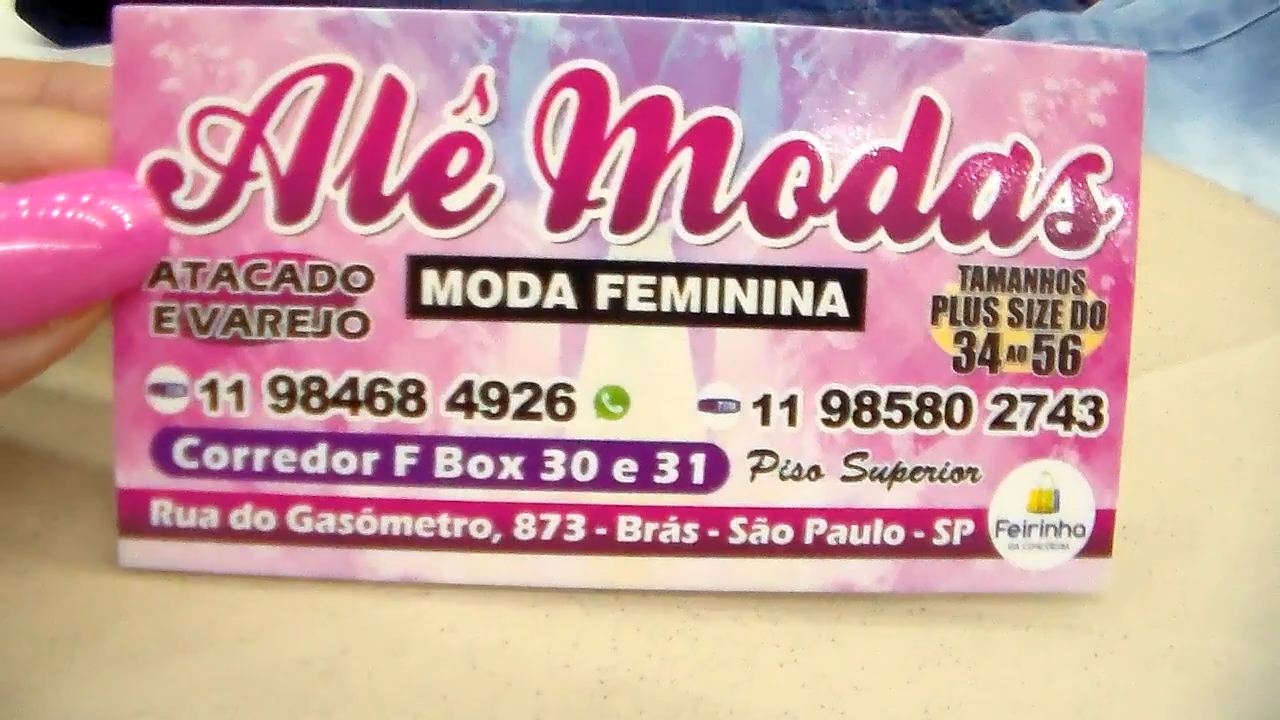 Alê Modas
ATACADO
E VAREJO
MODA FEMININA
TAMANHOS
PLUS SIZE DO
34 AO 56
11 98468 4926
TIM 11 98580 2743
Corredor F Box 30 e 31
Piso Superior
Rua do Gasômetro, 873 - Brás - São Paulo - SP
Feirinha